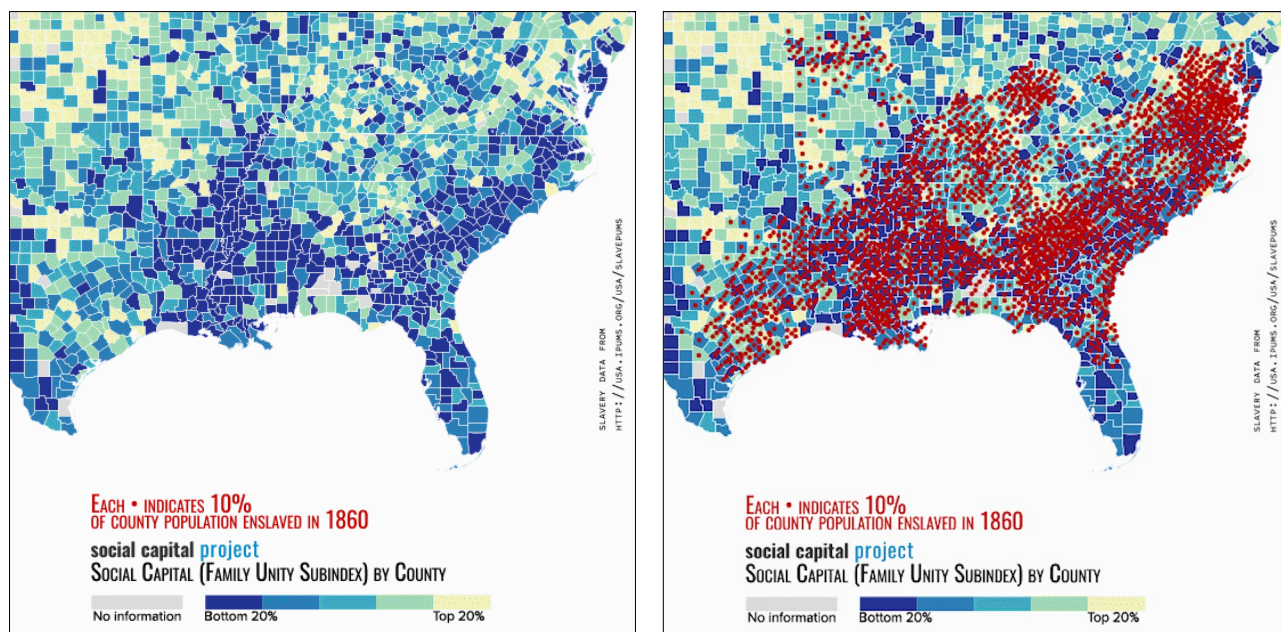 SLAVERY DATA FROM
HTTP://USA.IPUMS.ORG/USA/SLAVEPUMS
EACH • INDICATES 10%
OF COUNTY POPULATION ENSLAVED IN 1860
social capital project
SOCIAL CAPITAL (FAMILY UNITY SUBINDEX) BY COUNTY
No information
Bottom 20%
Top 20%
SLAVERY DATA FROM
HTTP://USA.IPUMS.ORG/USA/SLAVEPUMS
EACH • INDICATES 10%
OF COUNTY POPULATION ENSLAVED IN 1860
social capital project
SOCIAL CAPITAL (FAMILY UNITY SUBINDEX) BY COUNTY
No information
Bottom 20%
Top 20%